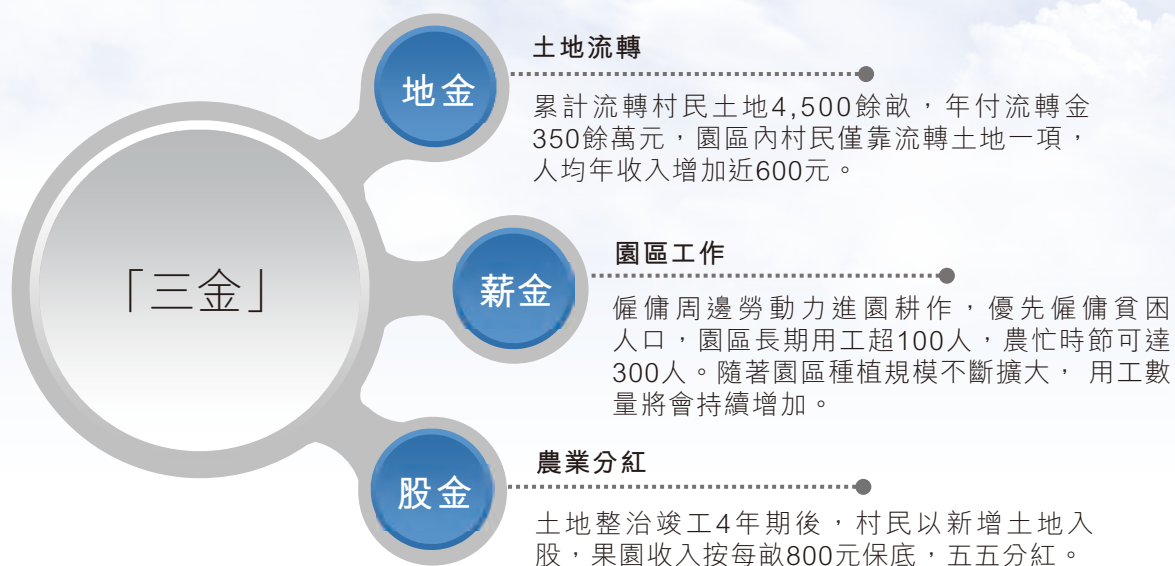 「三金」
地金
土地流轉
累計流轉村民土地4,500餘畝，年付流轉金
350餘萬元，園區內村民僅靠流轉土地一項，
人均年收入增加近600元。
薪金
園區工作
僱傭周邊勞動力進園耕作，優先僱傭貧困
人口，園區長期用工超100人，農忙時節可達
300人。隨著園區種植規模不斷擴大， 用工數
量將會持續增加。
股金
農業分紅
土地整治竣工4年期後，村民以新增土地入
股，果園收入按每畝800元保底，五五分紅。